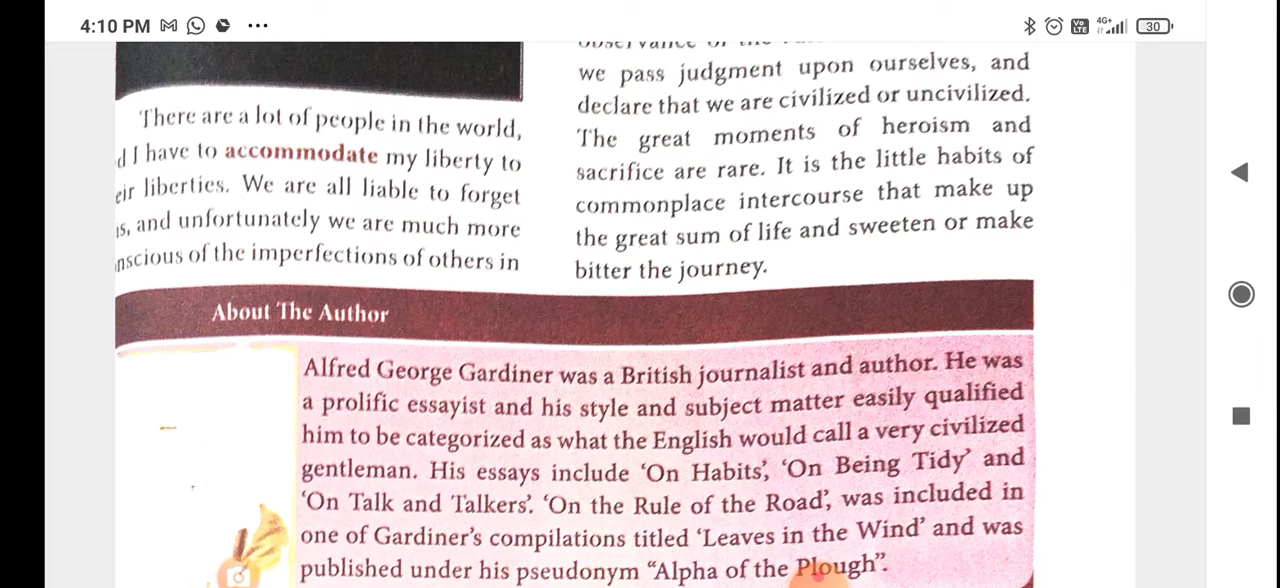 4:10 PM
4G+
Vo
LTE
30
There are a lot of people in the world,
I have to accommodate my liberty to
liberties. We are all liable to forget
and unfortunately we are much more
of the imperfections of others in
we pass judgment upon ourselves, and
declare that we are civilized or uncivilized.
The great moments of heroism and
sacrifice are rare. It is the little habits of
commonplace intercourse that make up
the great sum of life and sweeten or make
bitter the journey.
About The Author
Alfred George Gardiner was a British journalist and author. He was
a prolific essayist and his style and subject matter easily qualified
him to be categorized as what the English would call a very civilized
gentleman. His essays include ‘On Habits’, ‘On Being Tidy’ and
‘On Talk and Talkers’. ‘On the Rule of the Road’, was included in
one of Gardiner’s compilations titled ‘Leaves in the Wind’ and was
published under his pseudonym “Alpha of the Plough”.